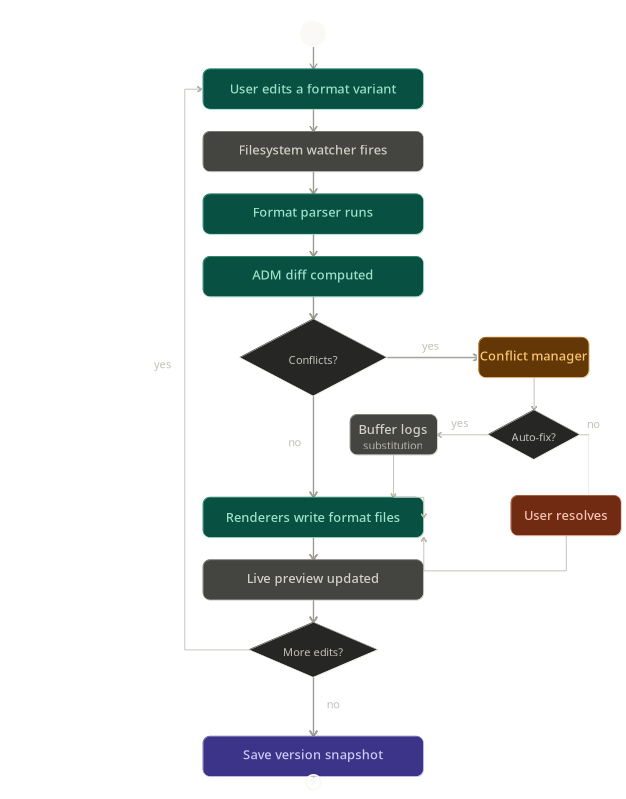 User edits a format variant
Filesystem watcher fires
Format parser runs
ADM diff computed
Conflicts?
yes
Conflict manager
yes
Buffer logs
substitution
yes
Auto-fix?
no
no
Renderers write format files
User resolves
Live preview updated
More edits?
no
Save version snapshot